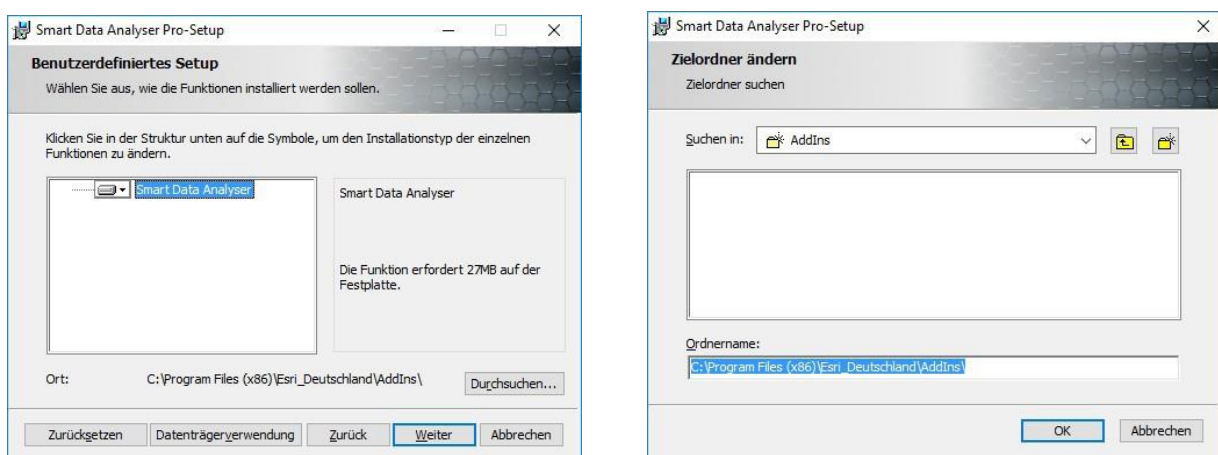 Smart Data Analyser Pro-Setup
Benutzerdefiniertes Setup
Wählen Sie aus, wie die Funktionen installiert werden sollen.
Klicken Sie in der Struktur unten auf die Symbole, um den Installationstyp der einzelnen
Funktionen zu ändern.
Smart Data Analyser
Smart Data Analyser
Die Funktion erfordert 27MB auf der
Festplatte.
Ort: C:\Program Files (x86)\Esri_Deutschland\AddIns\ Durchsuchen...
Zurücksetzen Datenträgerverwendung Zurück Weiter Abbrechen
Smart Data Analyser Pro-Setup
Zielordner ändern
Zielordner suchen
Suchen in: AddIns
Ordnername:
C:\Program Files (x86)\Esri_Deutschland\AddIns\
OK Abbrechen